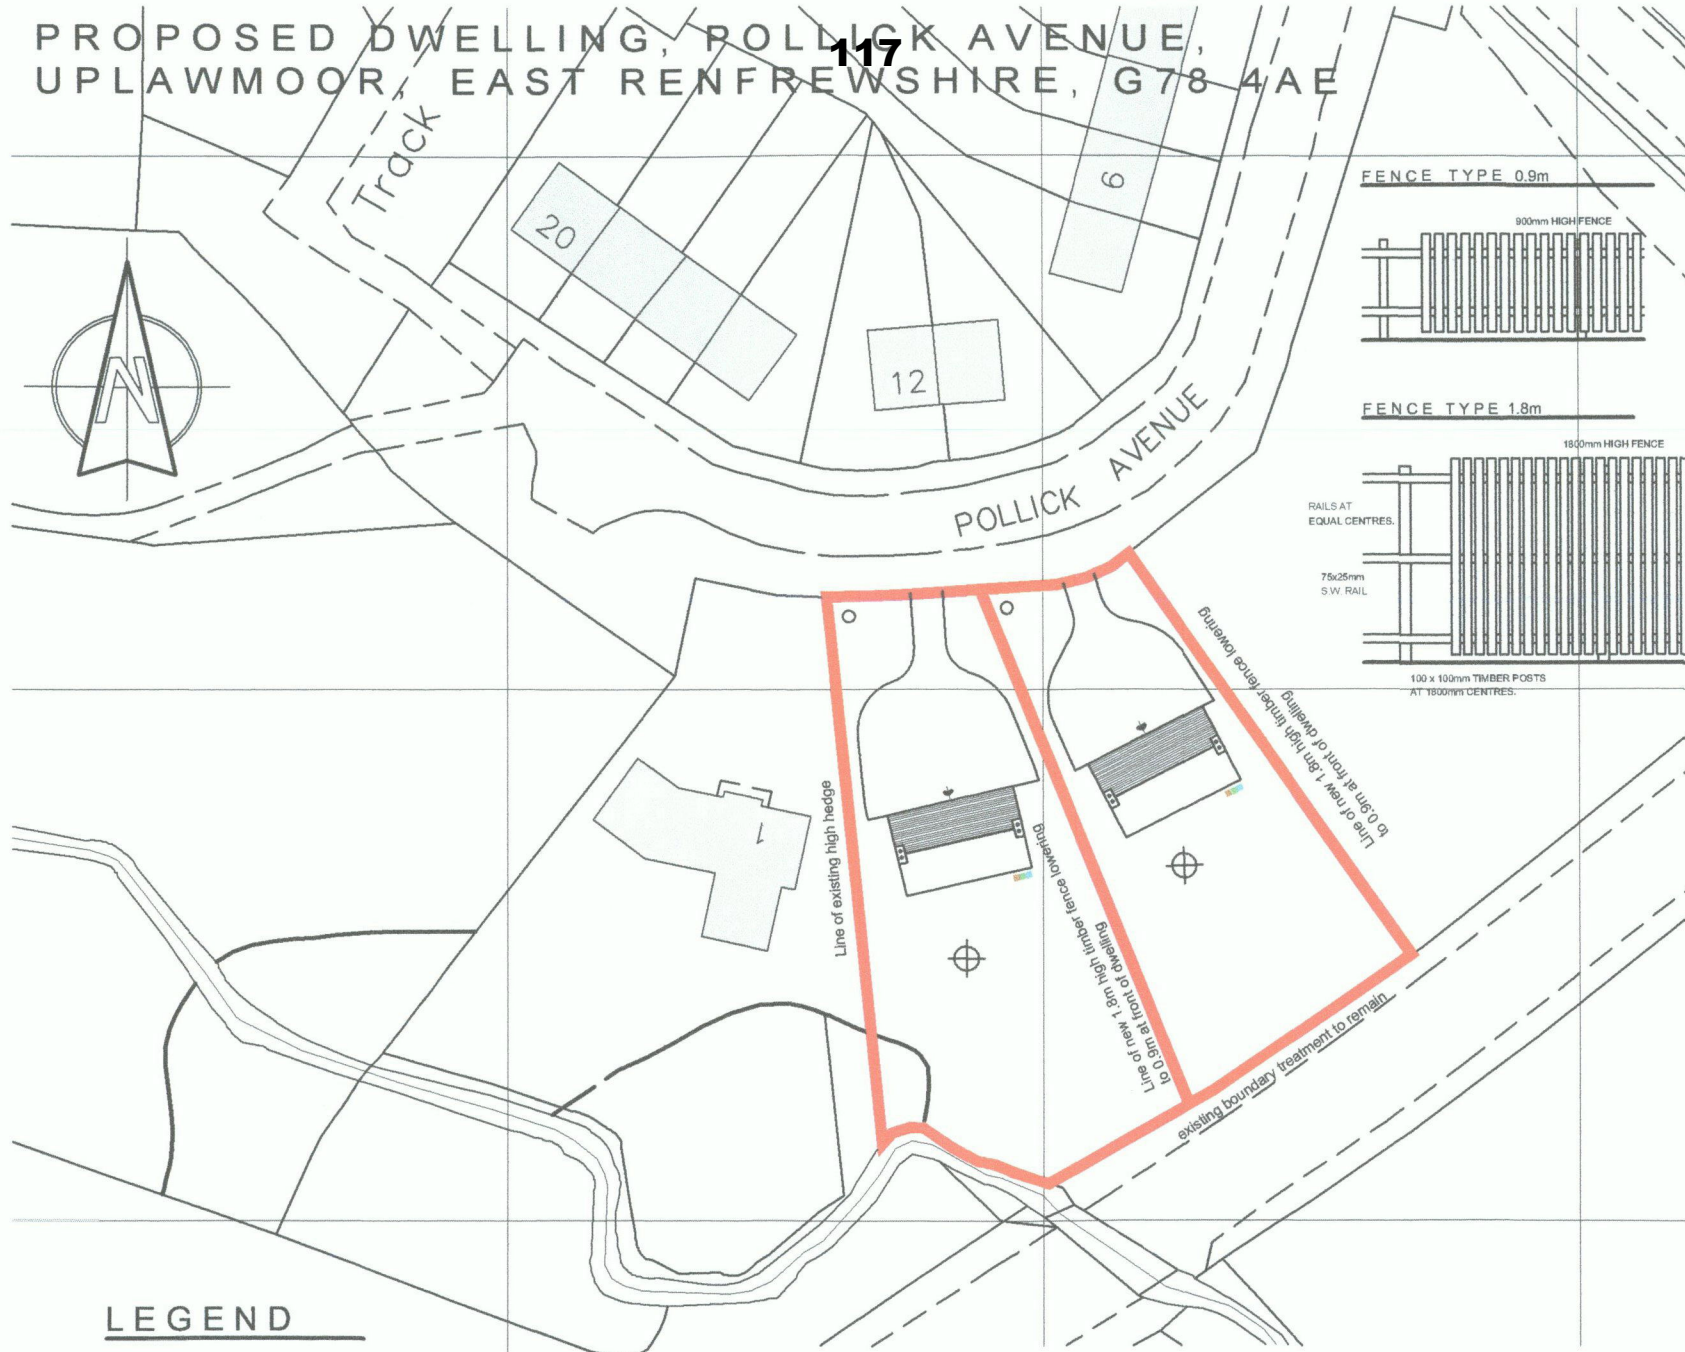 PROPOSED DWELLING, POLLICK AVENUE,
117
UPLAWMOOR, EAST RENFREWSHIRE, G78 4AE
Track
20
12
6
N
POLLICK AVENUE
FENCE TYPE 0.9m
900mm HIGH FENCE
FENCE TYPE 1.8m
1800mm HIGH FENCE
RAILS AT
EQUAL CENTRES.
75x25mm
S.W. RAIL
100 x 100mm TIMBER POSTS
AT 1800mm CENTRES.
1
Line of existing high hedge
Line of new 1.8m high timber fence lowering
to 0.9m at front of dwelling
Line of new 1.8m high timber fence lowering
to 0.9m at front of dwelling
existing boundary treatment to remain
LEGEND